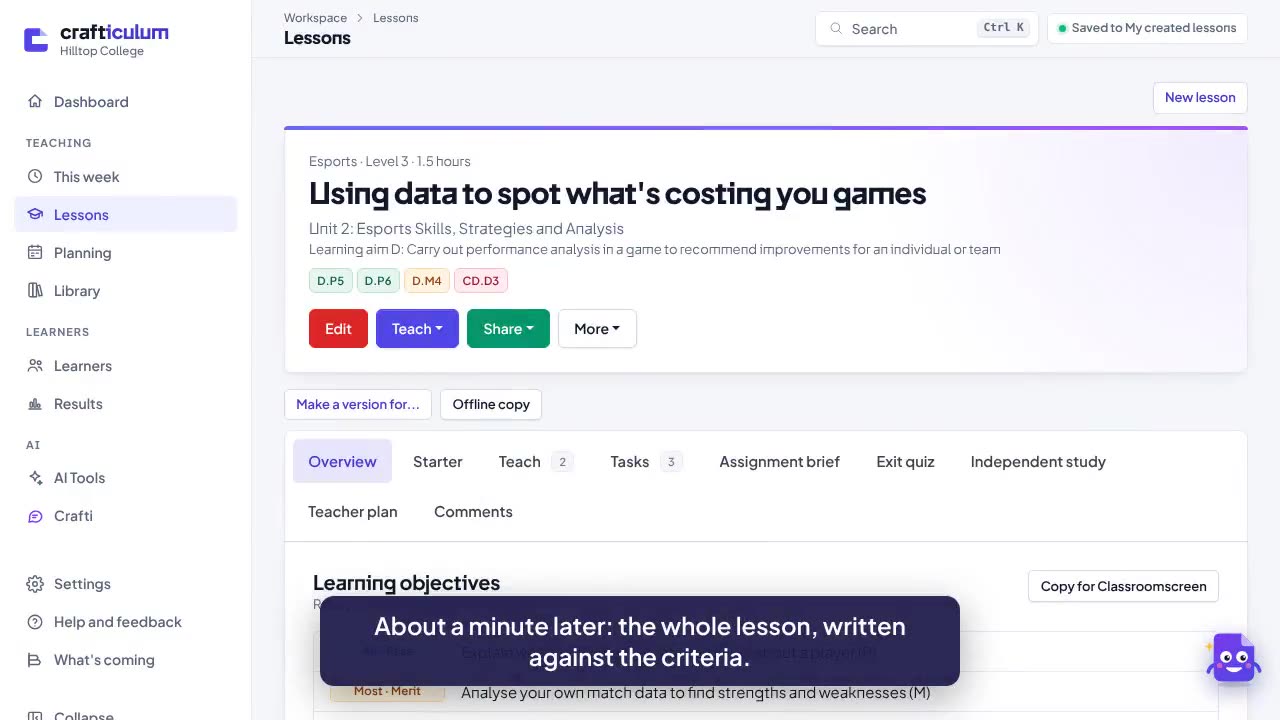 crafticulum
Hilltop College
Dashboard
TEACHING
This week
Lessons
Planning
Library
LEARNERS
Learners
Results
AI
AI Tools
Crafti
Settings
Help and feedback
What's coming
Collapse
Workspace > Lessons
Lessons
Search Ctrl K
Saved to My created lessons
New lesson
Esports · Level 3 · 1.5 hours
Using data to spot what's costing you games
Unit 2: Esports Skills, Strategies and Analysis
Learning aim D: Carry out performance analysis in a game to recommend improvements for an individual or team
D.P5 D.P6 D.M4 CD.D3
Edit Teach Share More
Make a version for... Offline copy
Overview Starter Teach 2 Tasks 3 Assignment brief Exit quiz Independent study
Teacher plan Comments
Learning objectives
Copy for Classroomscreen
About a minute later: the whole lesson, written
against the criteria.
Most · Merit Analyse your own match data to find strengths and weaknesses (M)